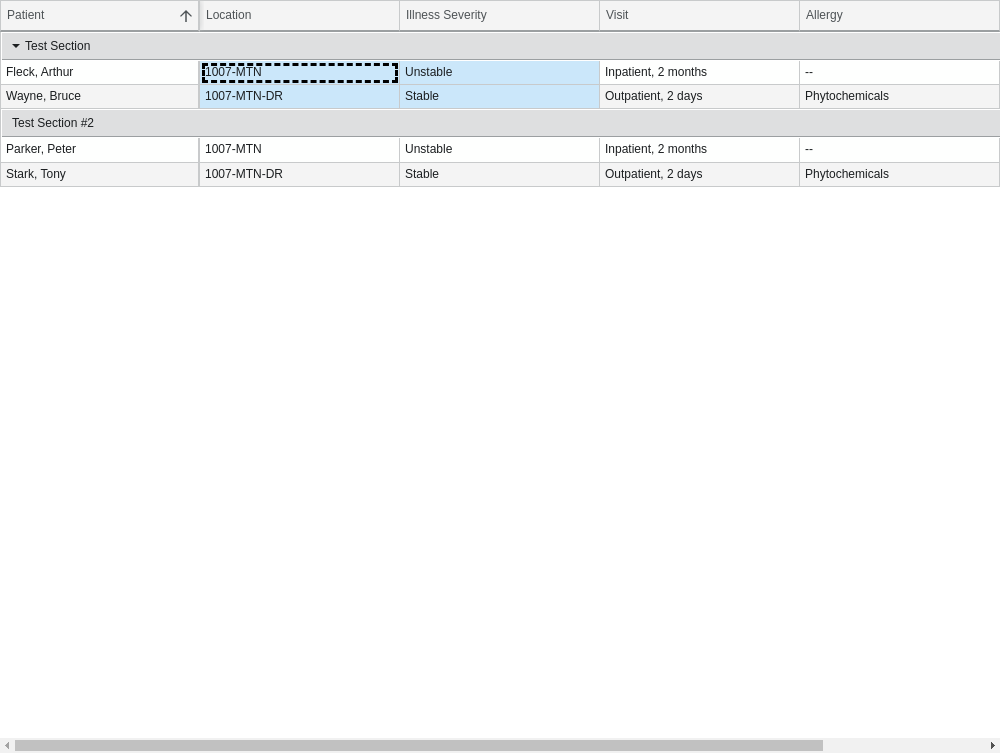 Patient Location Illness Severity Visit Allergy
Test Section
Fleck, Arthur 1007-MTN Unstable Inpatient, 2 months --
Wayne, Bruce 1007-MTN-DR Stable Outpatient, 2 days Phytochemicals
Test Section #2
Parker, Peter 1007-MTN Unstable Inpatient, 2 months --
Stark, Tony 1007-MTN-DR Stable Outpatient, 2 days Phytochemicals